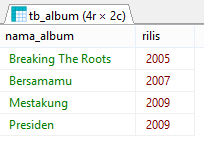 tb_album (4r × 2c)
nama_album rilis
Breaking The Roots 2005
Bersamamu 2007
Mestakung 2009
Presiden 2009